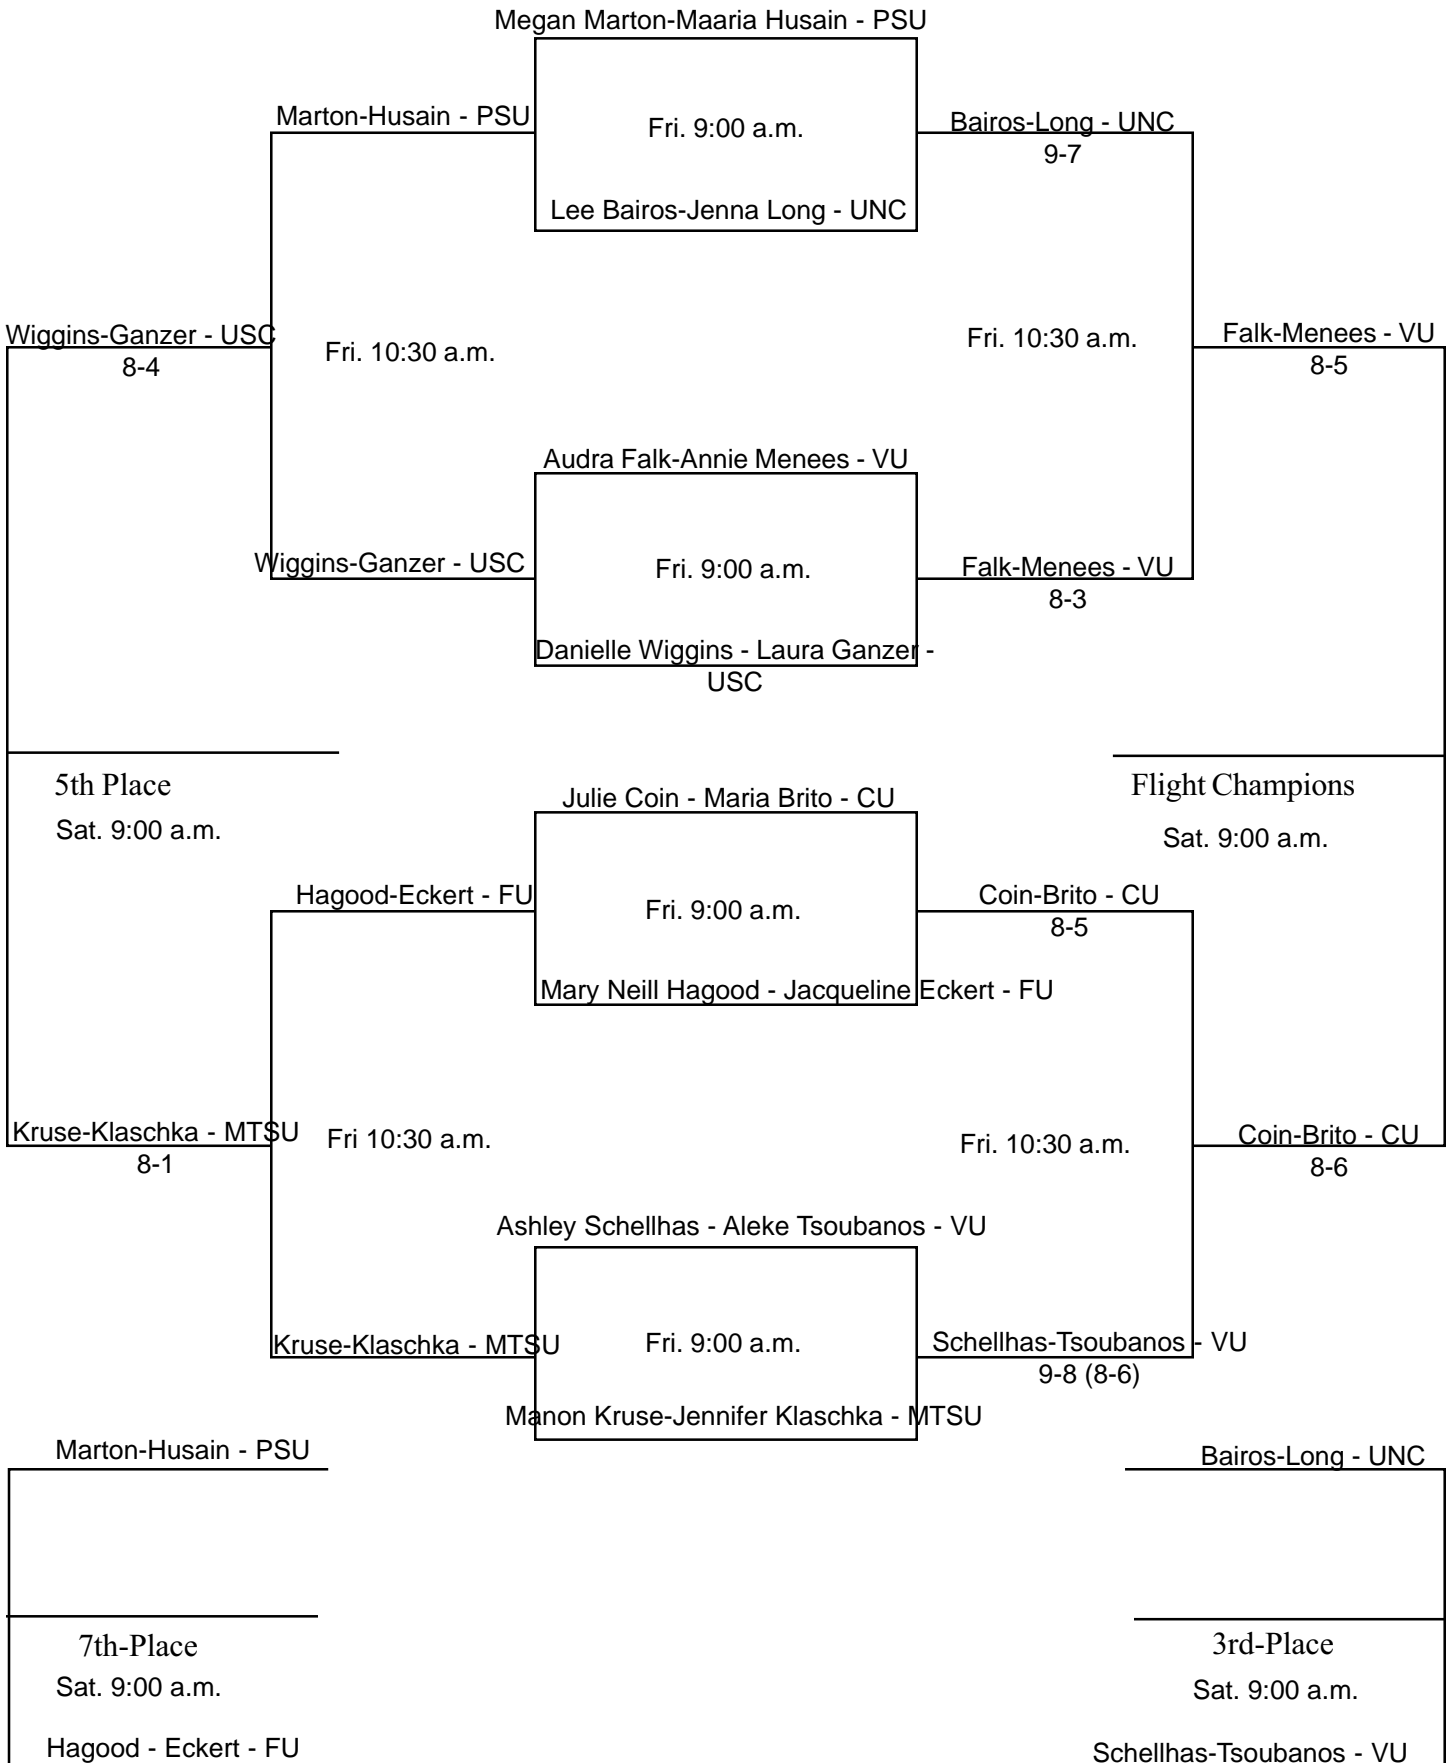 Megan Marton-Maaria Husain - PSU
Marton-Husain - PSU
Fri. 9:00 a.m.
Bairos-Long - UNC
9-7
Lee Bairos-Jenna Long - UNC
Wiggins-Ganzer - USC
8-4
Fri. 10:30 a.m.
Fri. 10:30 a.m.
Falk-Menees - VU
8-5
Audra Falk-Annie Menees - VU
Wiggins-Ganzer - USC
Fri. 9:00 a.m.
Falk-Menees - VU
8-3
Danielle Wiggins - Laura Ganzer -
USC
5th Place
Sat. 9:00 a.m.
Flight Champions
Sat. 9:00 a.m.
Julie Coin - Maria Brito - CU
Hagood-Eckert - FU
Fri. 9:00 a.m.
Coin-Brito - CU
8-5
Mary Neill Hagood - Jacqueline Eckert - FU
Kruse-Klaschka - MTSU
8-1
Fri 10:30 a.m.
Fri. 10:30 a.m.
Coin-Brito - CU
8-6
Ashley Schellhas - Aleke Tsoubanos - VU
Kruse-Klaschka - MTSU
Fri. 9:00 a.m.
Schellhas-Tsoubanos - VU
9-8 (8-6)
Manon Kruse-Jennifer Klaschka - MTSU
Marton-Husain - PSU
Bairos-Long - UNC
7th-Place
Sat. 9:00 a.m.
3rd-Place
Sat. 9:00 a.m.
Hagood - Eckert - FU
Schellhas-Tsoubanos - VU